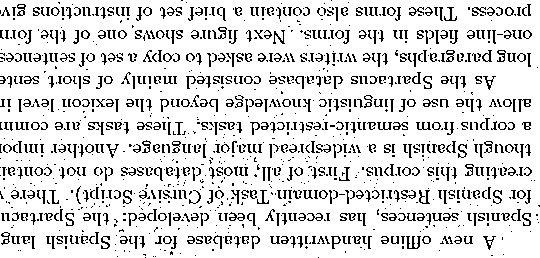 A new offline handwritten database for the Spanish lang
Spanish sentences, has recently been developed: the Spartacu
for Spanish Restricted-domain Task of Cursive Script). There
creating this corpus. First of all, most databases do not contain
though Spanish is a widespread major language. Another impor
a corpus from semantic-restricted tasks. These tasks are comm
allow the use of linguistic knowledge beyond the lexicon level in
As the Spartacus database consisted mainly of short sente
long paragraphs, the writers were asked to copy a set of sentences
one-line fields in the forms. Next figure shows one of the form
process. These forms also contain a brief set of instructions giv